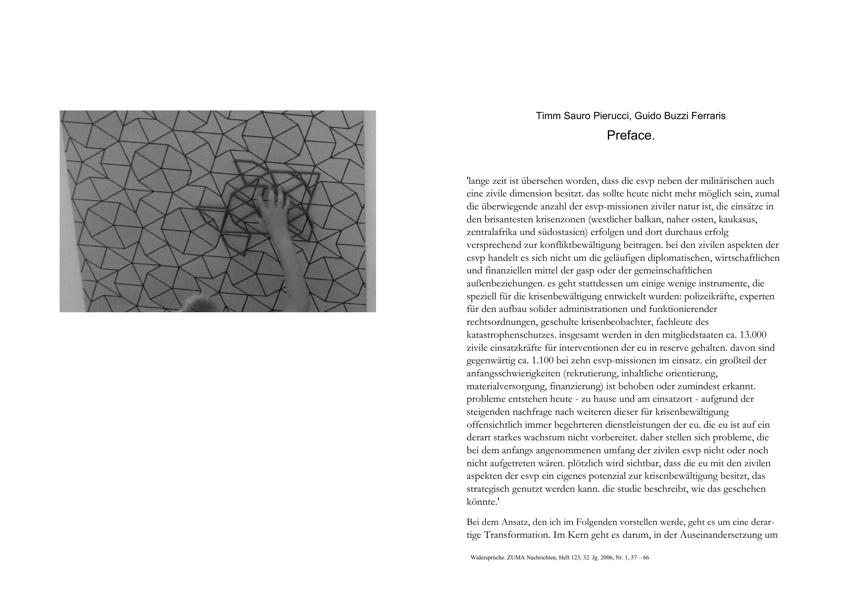 Timm Sauro Pierucci, Guido Buzzi Ferraris
Preface.
'lange zeit ist übersehen worden, dass die esvp neben der militärischen auch
eine zivile dimension besitzt. das sollte heute nicht mehr möglich sein, zumal
die überwiegende anzahl der esvp-missionen ziviler natur ist, die einsätze in
den brisantesten krisenzonen (westlicher balkan, naher osten, kaukasus,
zentralafrika und südostasien) erfolgen und dort durchaus erfolg
versprechend zur konfliktbewältigung beitragen. bei den zivilen aspekten der
esvp handelt es sich nicht um die geläufigen diplomatischen, wirtschaftlichen
und finanziellen mittel der gasp oder der gemeinschaftlichen
außenbeziehungen. es geht stattdessen um einige wenige instrumente, die
speziell für die krisenbewältigung entwickelt wurden: polizeikräfte, experten
für den aufbau solider administrationen und funktionierender
rechtsordnungen, geschulte krisenbeobachter, fachleute des
katastrophenschutzes. insgesamt werden in den mitgliedstaaten ca. 13.000
zivile einsatzkräfte für interventionen der eu in reserve gehalten. davon sind
gegenwärtig ca. 1.100 bei zehn esvp-missionen im einsatz. ein großteil der
anfangsschwierigkeiten (rekrutierung, inhaltliche orientierung,
materialversorgung, finanzierung) ist behoben oder zumindest erkannt.
probleme entstehen heute - zu hause und am einsatzort - aufgrund der
steigenden nachfrage nach weiteren dieser für krisenbewältigung
offensichtlich immer begehrteren dienstleistungen der eu. die eu ist auf ein
derart starkes wachstum nicht vorbereitet. daher stellen sich probleme, die
bei dem anfangs angenommenen umfang der zivilen esvp nicht oder noch
nicht aufgetreten wären. plötzlich wird sichtbar, dass die eu mit den zivilen
aspekten der esvp ein eigenes potenzial zur krisenbewältigung besitzt, das
strategisch genutzt werden kann. die studie beschreibt, wie das geschehen
könnte.'
Bei dem Ansatz, den ich im Folgenden vorstellen werde, geht es um eine derar-
tige Transformation. Im Kern geht es darum, in der Auseinandersetzung um
Widersprüche. ZUMA Nachrichten, Heft 123, 32. Jg. 2006, Nr. 1, 57 – 66